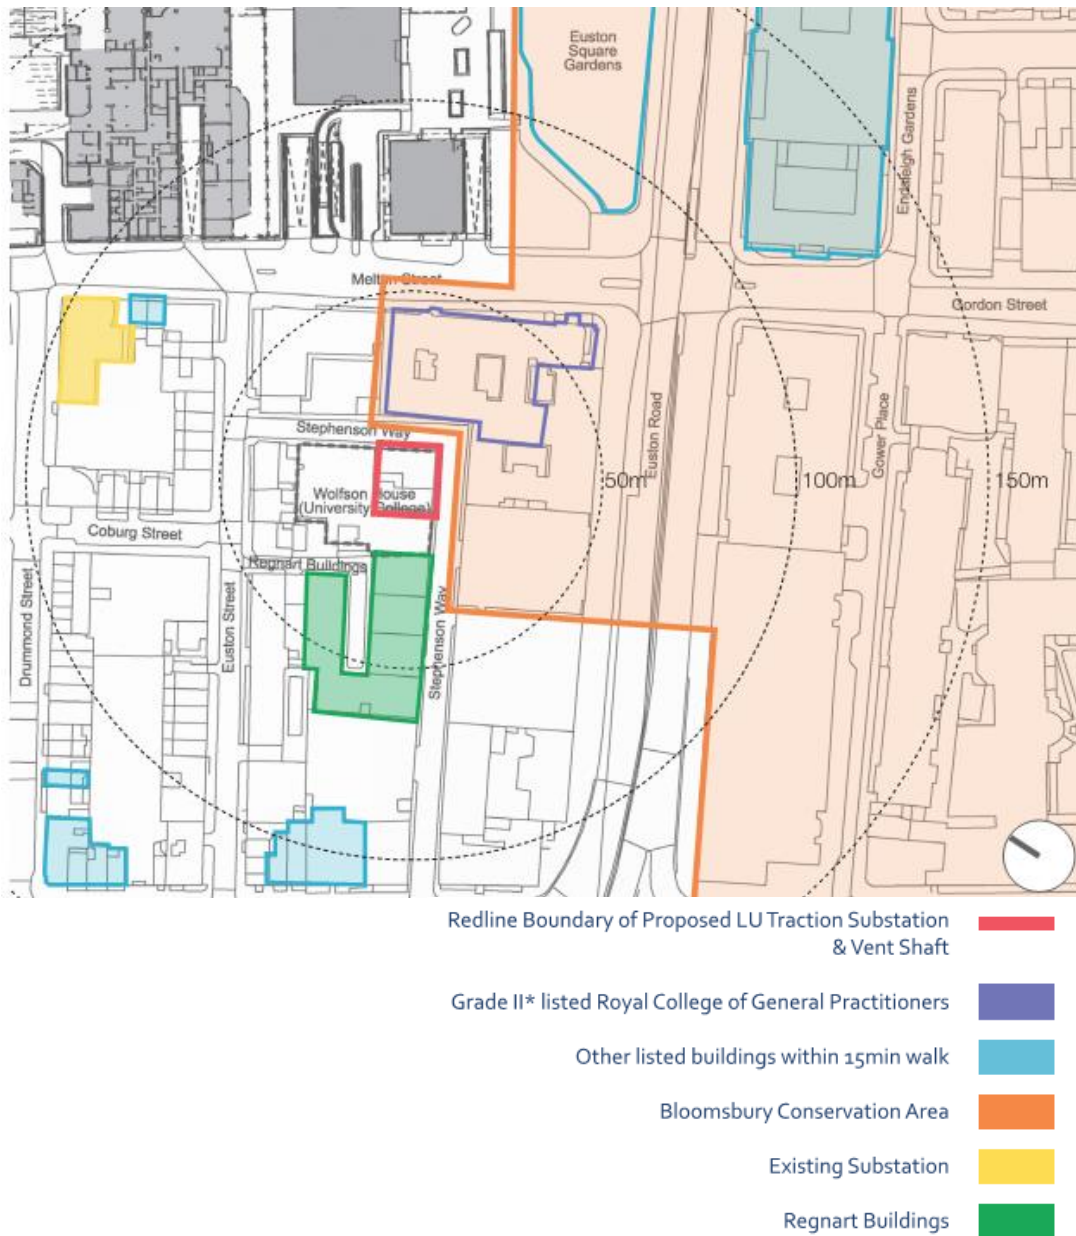 Euston
Square
Gardens
Endsleigh Gardens
Melton Street
Gordon Street
Stephenson Way
Euston Road
Gower Place
50m
100m
150m
Wolfson House
(University College)
Coburg Street
Regnart Buildings
Drummond Street
Euston Street
Stephenson Way
Redline Boundary of Proposed LU Traction Substation
& Vent Shaft
Grade II* listed Royal College of General Practitioners
Other listed buildings within 15min walk
Bloomsbury Conservation Area
Existing Substation
Regnart Buildings